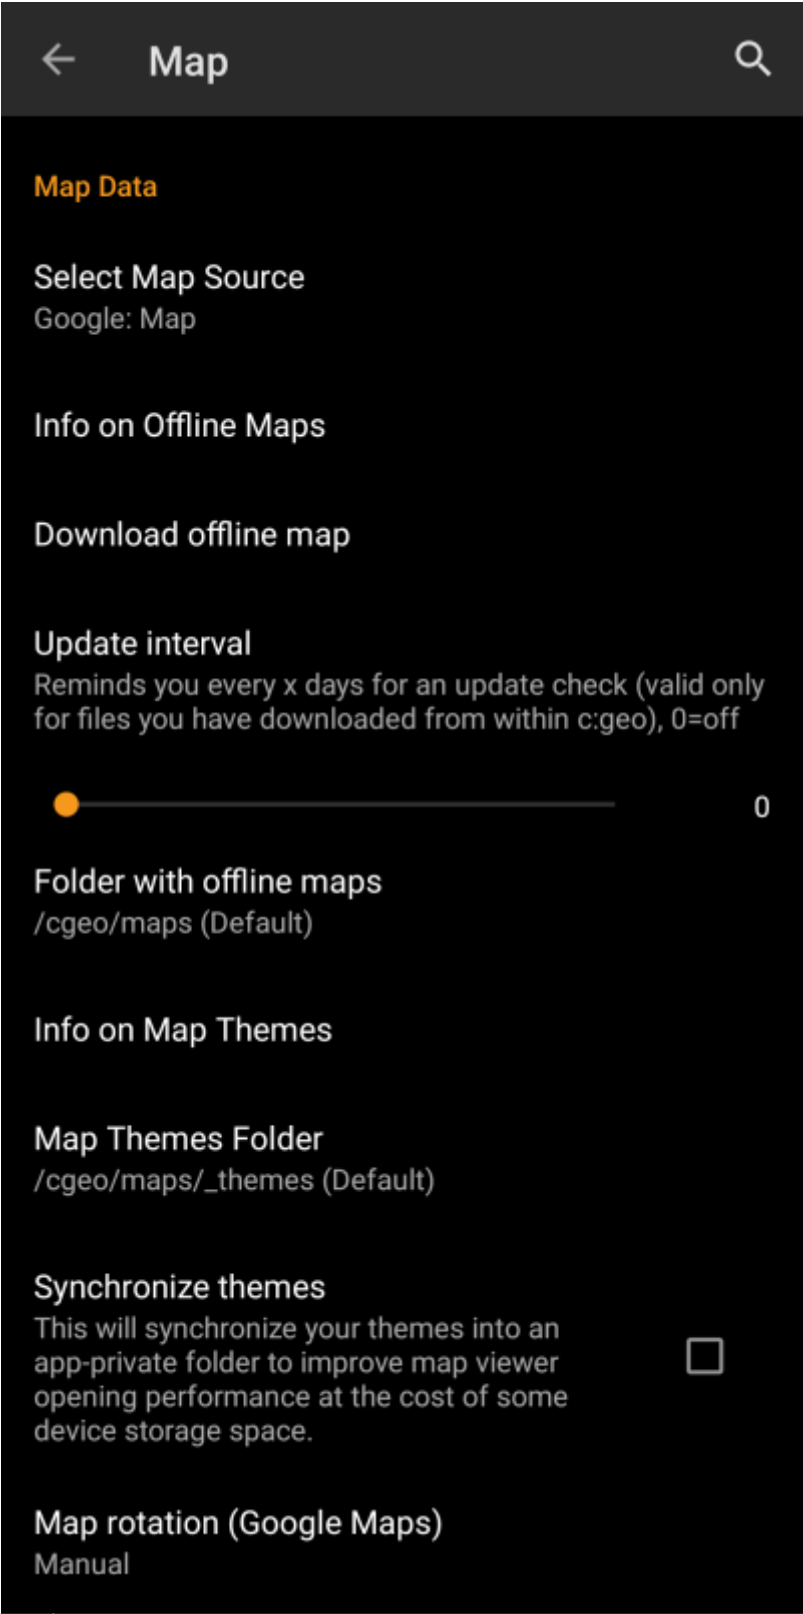 Map
Map Data
Select Map Source
Google: Map
Info on Offline Maps
Download offline map
Update interval
Reminds you every x days for an update check (valid only
for files you have downloaded from within c:geo), 0=off
0
Folder with offline maps
/cgeo/maps (Default)
Info on Map Themes
Map Themes Folder
/cgeo/maps/_themes (Default)
Synchronize themes
This will synchronize your themes into an
app-private folder to improve map viewer
opening performance at the cost of some
device storage space.
Map rotation (Google Maps)
Manual